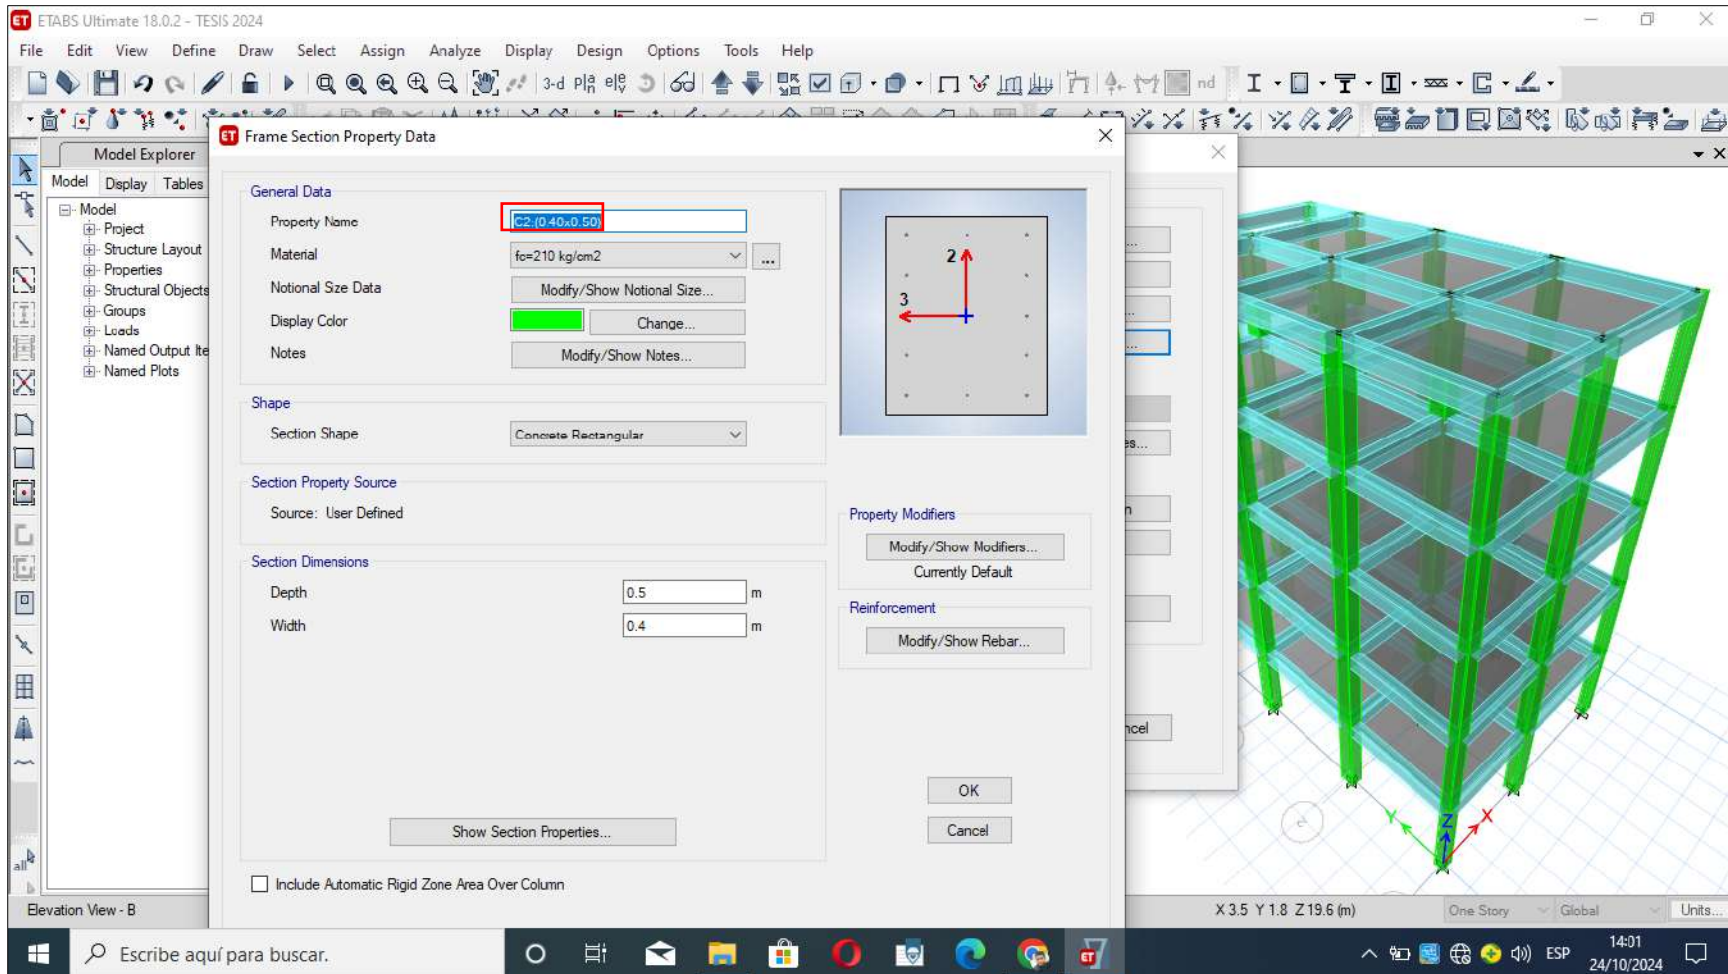 ETABS Ultimate 18.0.2 - TESIS 2024
File Edit View Define Draw Select Assign Analyze Display Design Options Tools Help
3-d
nd
Model Explorer
Model Display Tables
Model
Project
Structure Layout
Properties
Structural Objects
Groups
Loads
Named Output Ite
Named Plots
all
Frame Section Property Data
General Data
Property Name C2:(0.40x0.50)
Material fc=210 kg/cm2 ...
Notional Size Data Modify/Show Notional Size...
Display Color Change...
Notes Modify/Show Notes...
2
3
Shape
Section Shape Concrete Rectangular
Section Property Source
Source: User Defined
Section Dimensions
Depth 0.5 m
Width 0.4 m
Show Section Properties...
Include Automatic Rigid Zone Area Over Column
Property Modifiers
Modify/Show Modifiers...
Currently Default
Reinforcement
Modify/Show Rebar...
OK
Cancel
ncel
Y Z X
Elevation View - B
X 3.5 Y 1.8 Z 19.6 (m)
One Story Global Units...
Escribe aquí para buscar.
ESP
14:01
24/10/2024